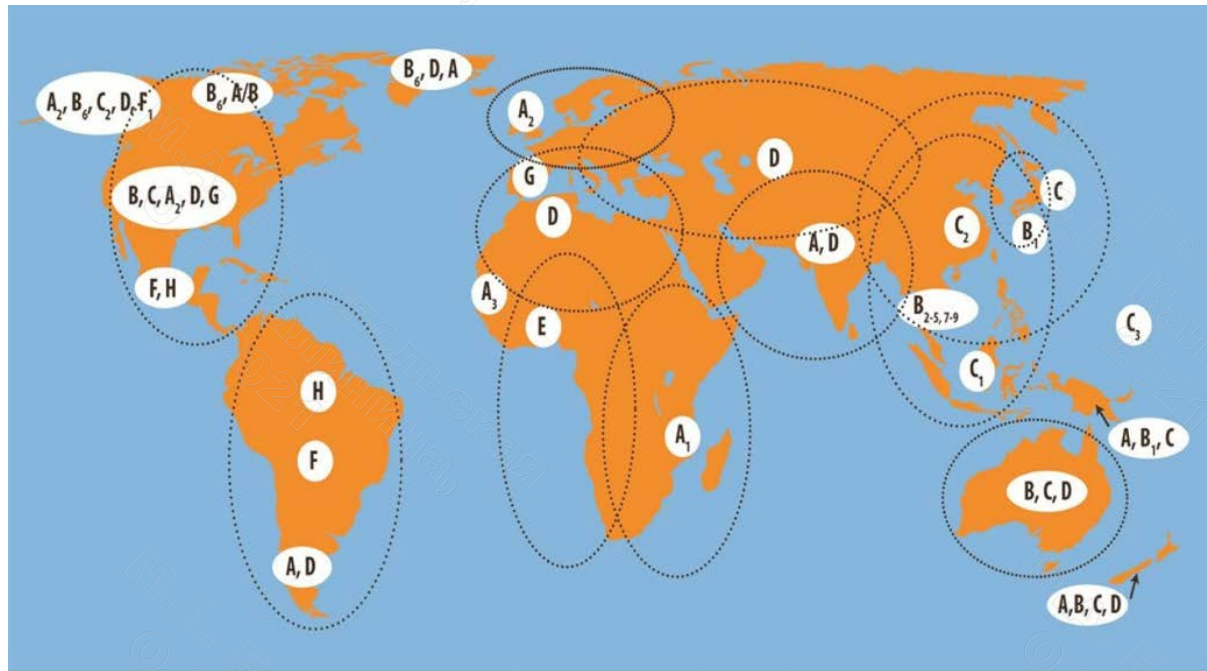 B₆, D, A
A₂, B₆, C₂, D, F₁
B₆, A/B
A₂
D
G
B, C, A₂, D, G
D
C
C₂
B₁
A, D
F, H
A₃
E
B₂₋₅, ₇₋₉
C₃
H
C₁
A₁
A, B₁, C
F
B, C, D
A, D
A,B, C, D